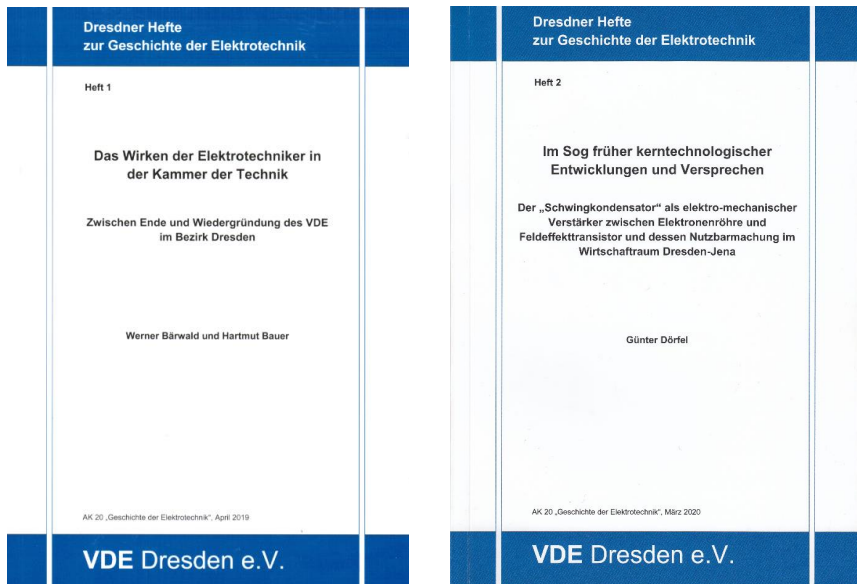 Dresdner Hefte
zur Geschichte der Elektrotechnik
Heft 1
Das Wirken der Elektrotechniker in
der Kammer der Technik
Zwischen Ende und Wiedergründung des VDE
im Bezirk Dresden
Werner Bärwald und Hartmut Bauer
AK 20 „Geschichte der Elektrotechnik", April 2019
VDE Dresden e.V.
Dresdner Hefte
zur Geschichte der Elektrotechnik
Heft 2
Im Sog früher kerntechnologischer
Entwicklungen und Versprechen
Der „Schwingkondensator" als elektro-mechanischer
Verstärker zwischen Elektronenröhre und
Feldeffekttransistor und dessen Nutzbarmachung im
Wirtschaftraum Dresden-Jena
Günter Dörfel
AK 20 „Geschichte der Elektrotechnik", März 2020
VDE Dresden e.V.